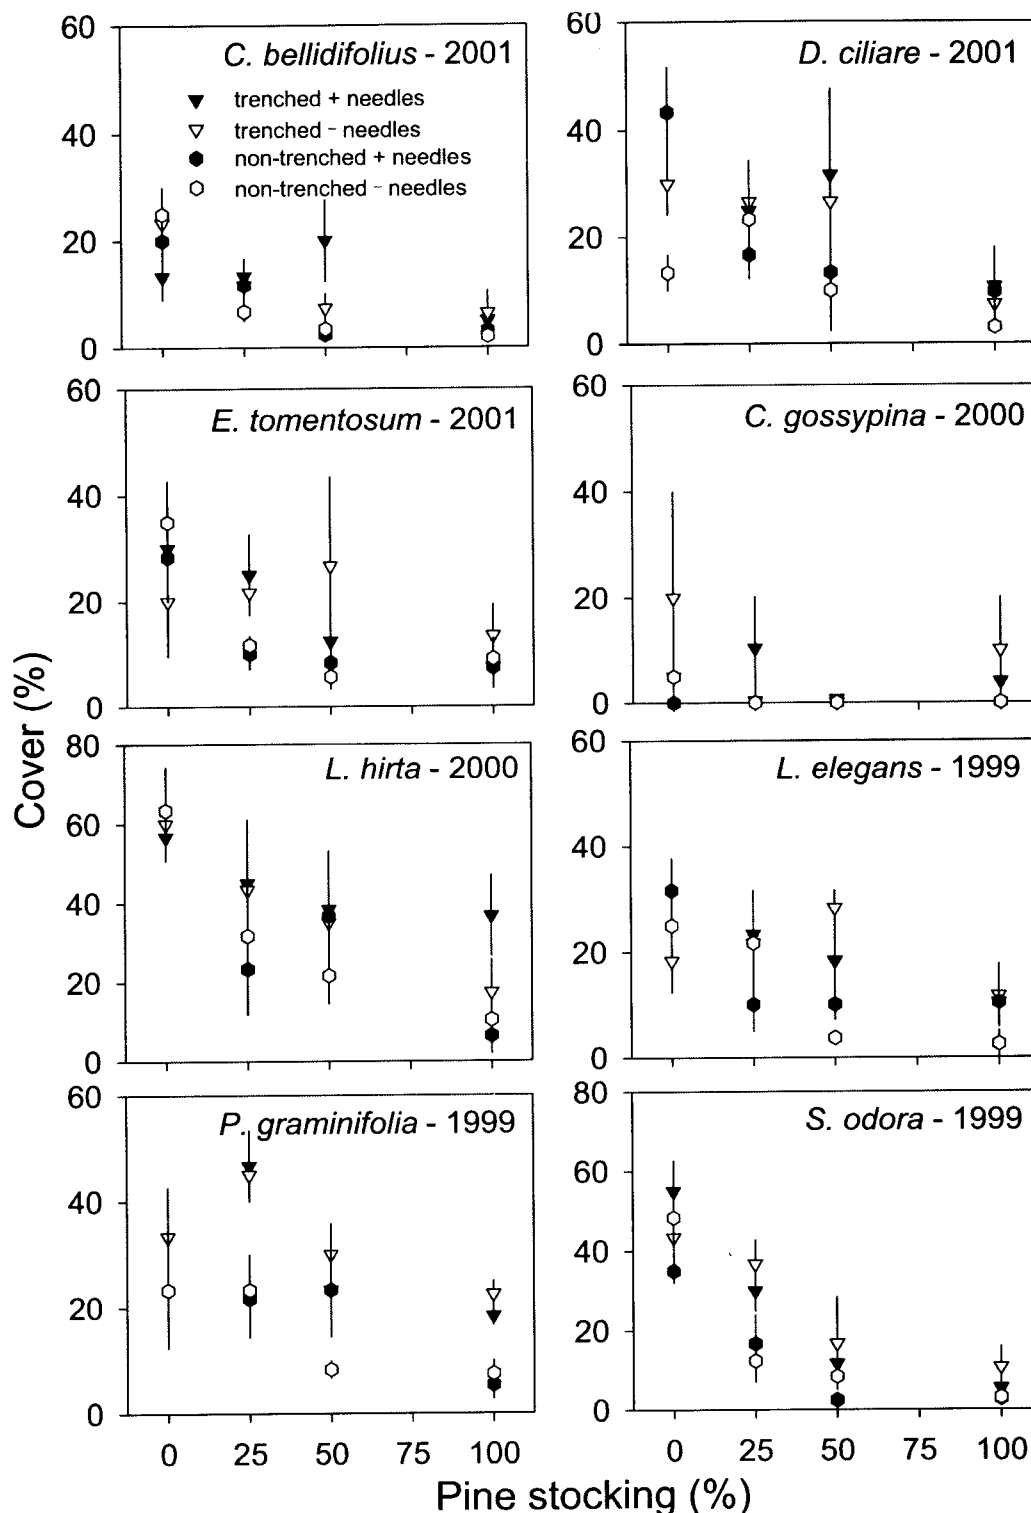 C. bellidifolius - 2001
trenched + needles
trenched - needles
non-trenched + needles
non-trenched - needles
60
40
20
0
D. ciliare - 2001
60
40
20
0
E. tomentosum - 2001
60
40
20
0
C. gossypina - 2000
60
40
20
0
L. hirta - 2000
80
60
40
20
0
L. elegans - 1999
60
40
20
0
P. graminifolia - 1999
60
40
20
0
S. odora - 1999
80
60
40
20
0
Cover (%)
0 25 50 75 100
0 25 50 75 100
Pine stocking (%)